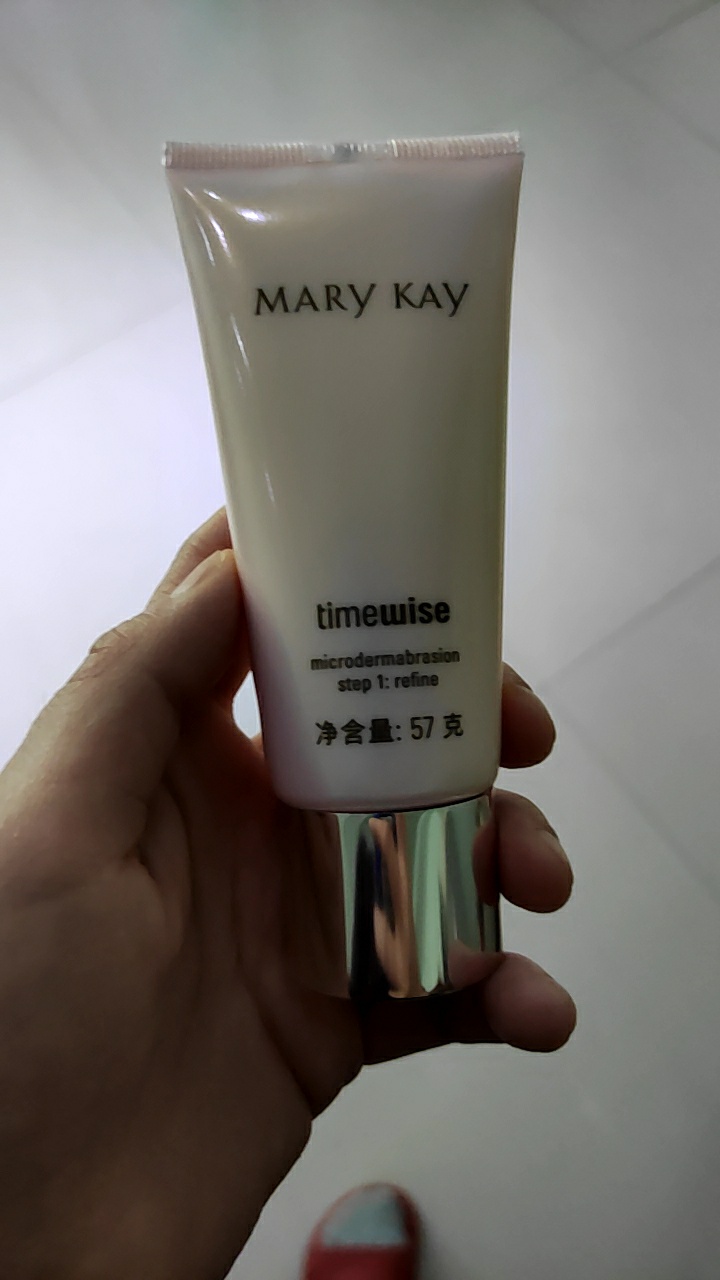 MARY KAY
timewise
microdermabrasion
step 1: refine
净含量: 57 克